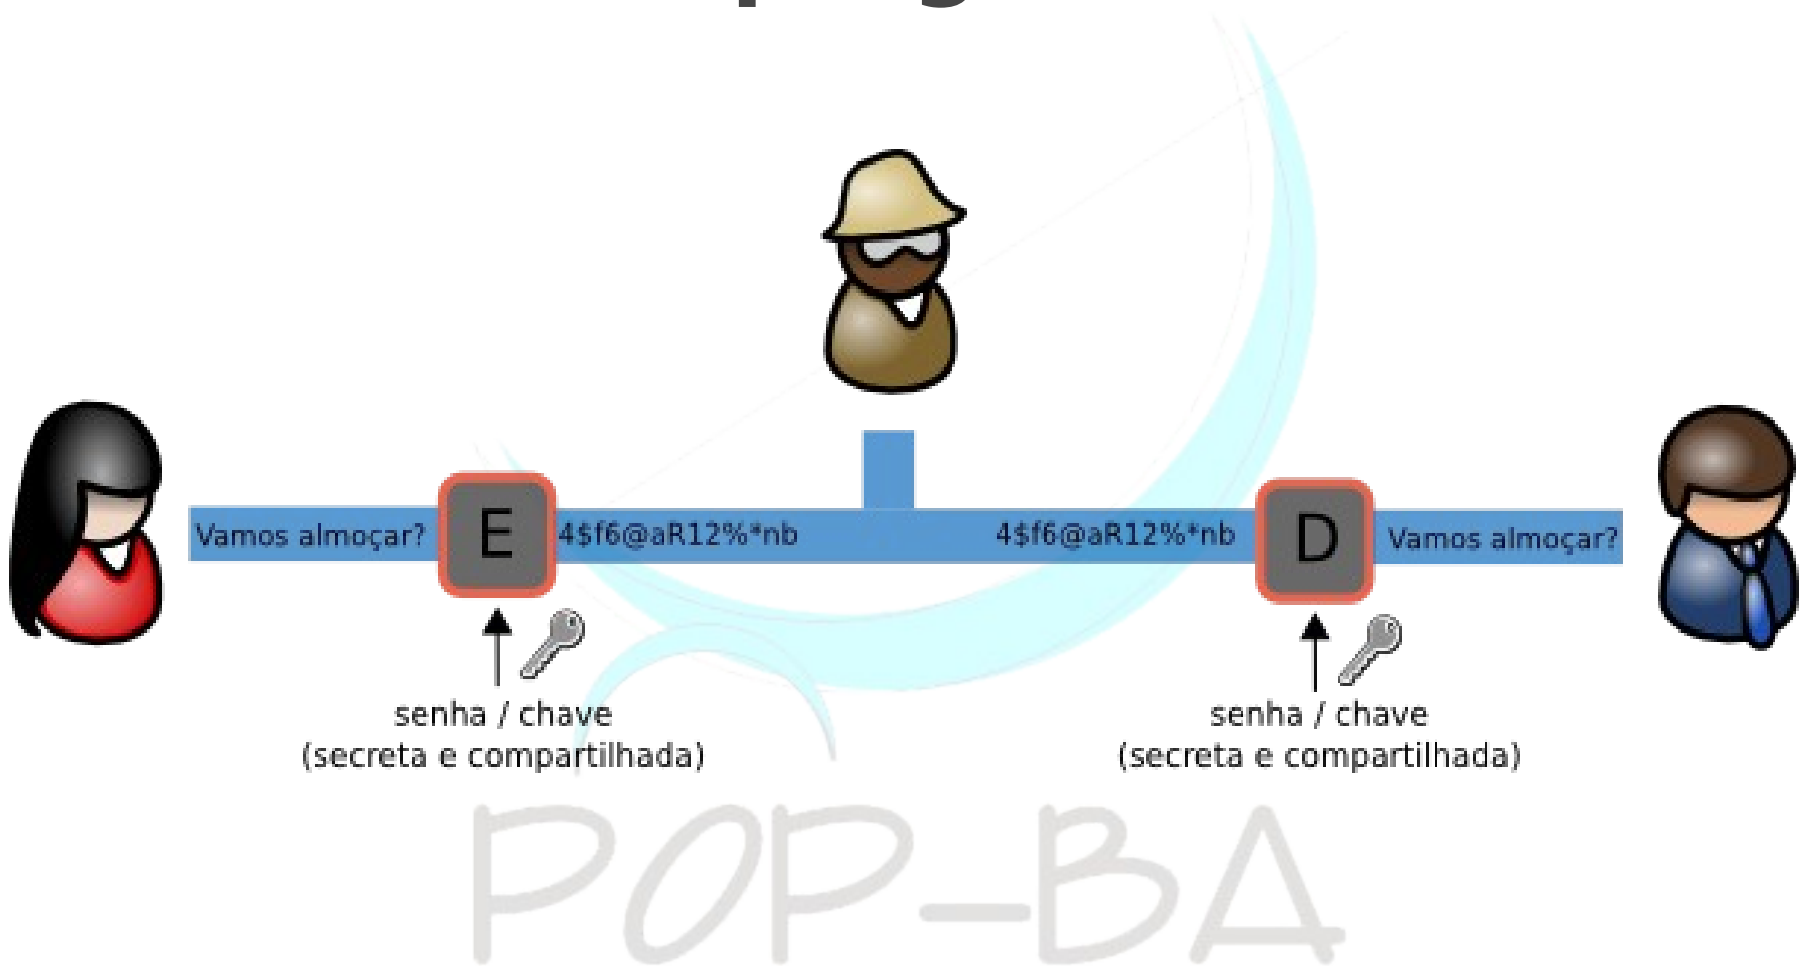 Vamos almoçar?
E
4$f6@aR12%*nb
4$f6@aR12%*nb
D
Vamos almoçar?
senha / chave
(secreta e compartilhada)
senha / chave
(secreta e compartilhada)
POP-BA